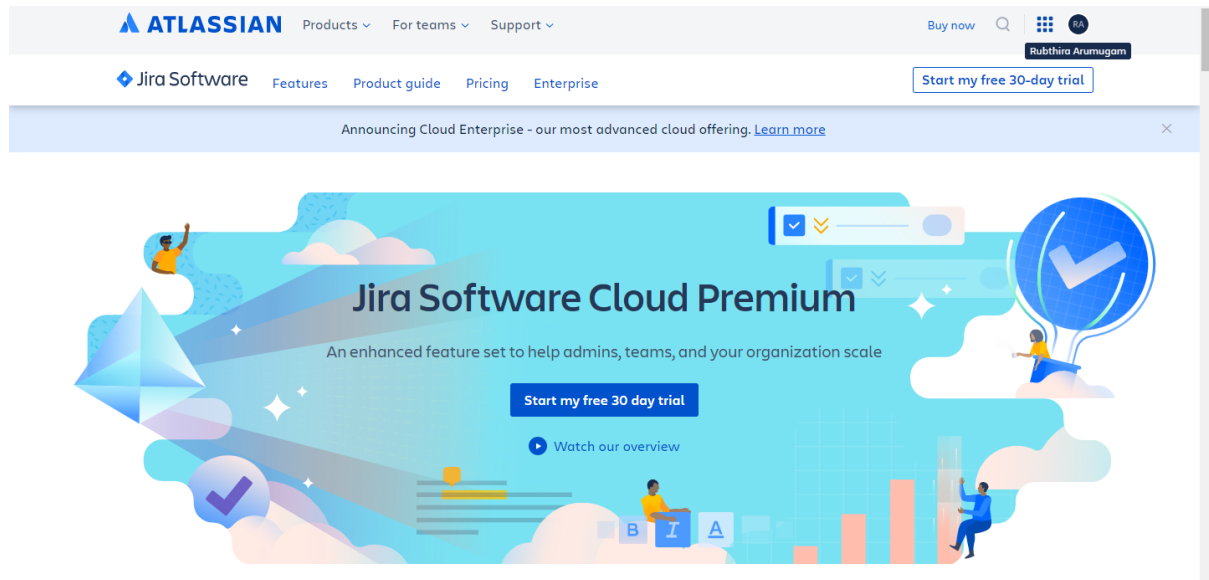 ATLASSIAN Products For teams Support Buy now RA
Rubthira Arumugam
Jira Software Features Product guide Pricing Enterprise Start my free 30-day trial
Announcing Cloud Enterprise - our most advanced cloud offering. Learn more
Jira Software Cloud Premium
An enhanced feature set to help admins, teams, and your organization scale
Start my free 30 day trial
Watch our overview
B I A